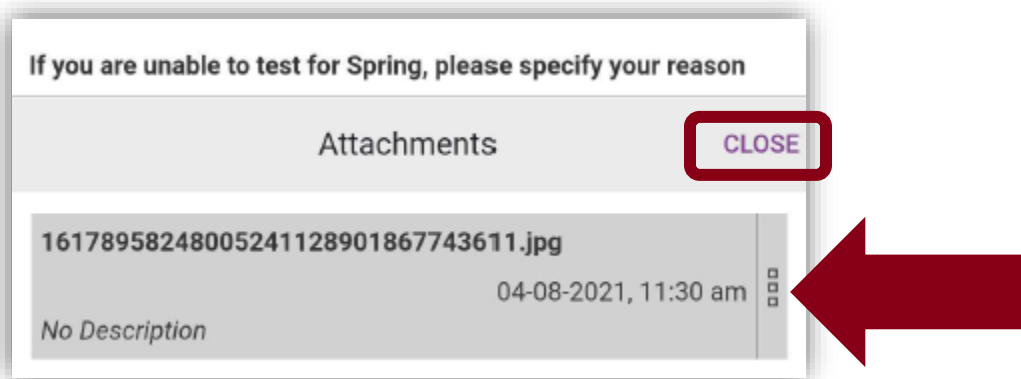 If you are unable to test for Spring, please specify your reason
Attachments CLOSE
16178958248005241128901867743611.jpg
04-08-2021, 11:30 am
No Description